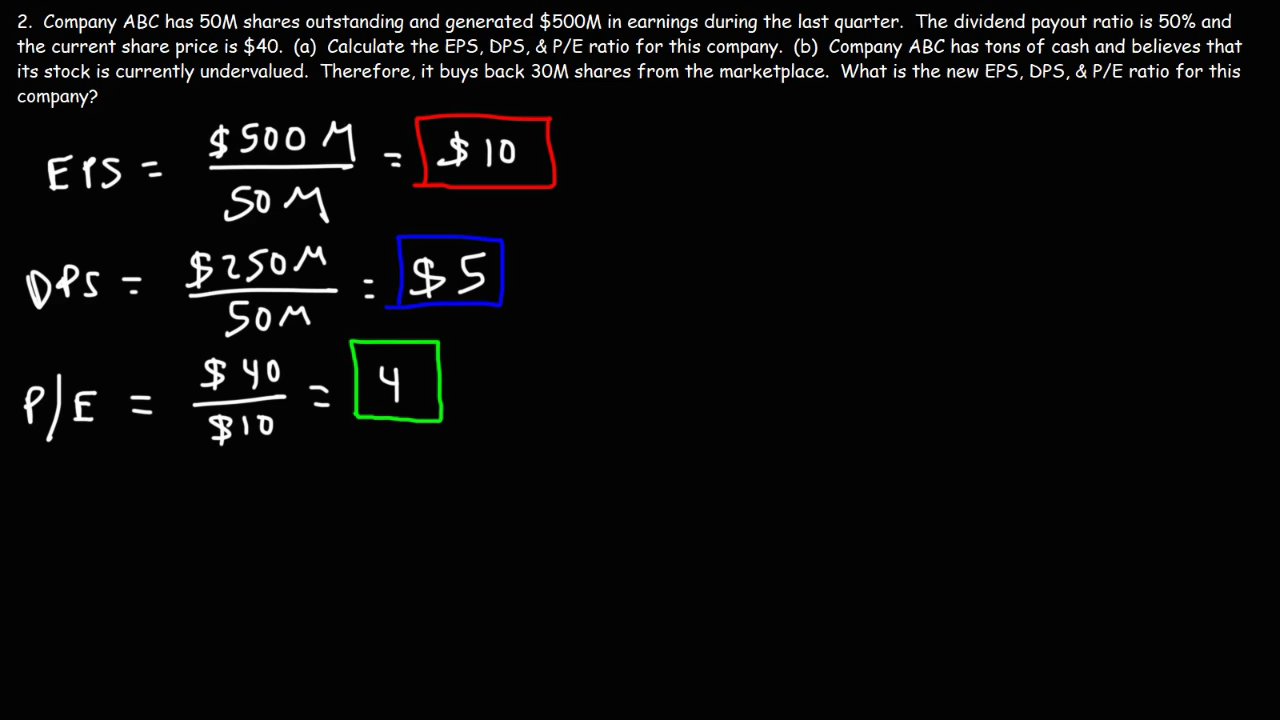 2. Company ABC has 50M shares outstanding and generated $500M in earnings during the last quarter. The dividend payout ratio is 50% and
the current share price is $40. (a) Calculate the EPS, DPS, & P/E ratio for this company. (b) Company ABC has tons of cash and believes that
its stock is currently undervalued. Therefore, it buys back 30M shares from the marketplace. What is the new EPS, DPS, & P/E ratio for this
company?
EPS = $500M / 50M = $10
DPS = $250M / 50M = $5
P/E = $40 / $10 = 4